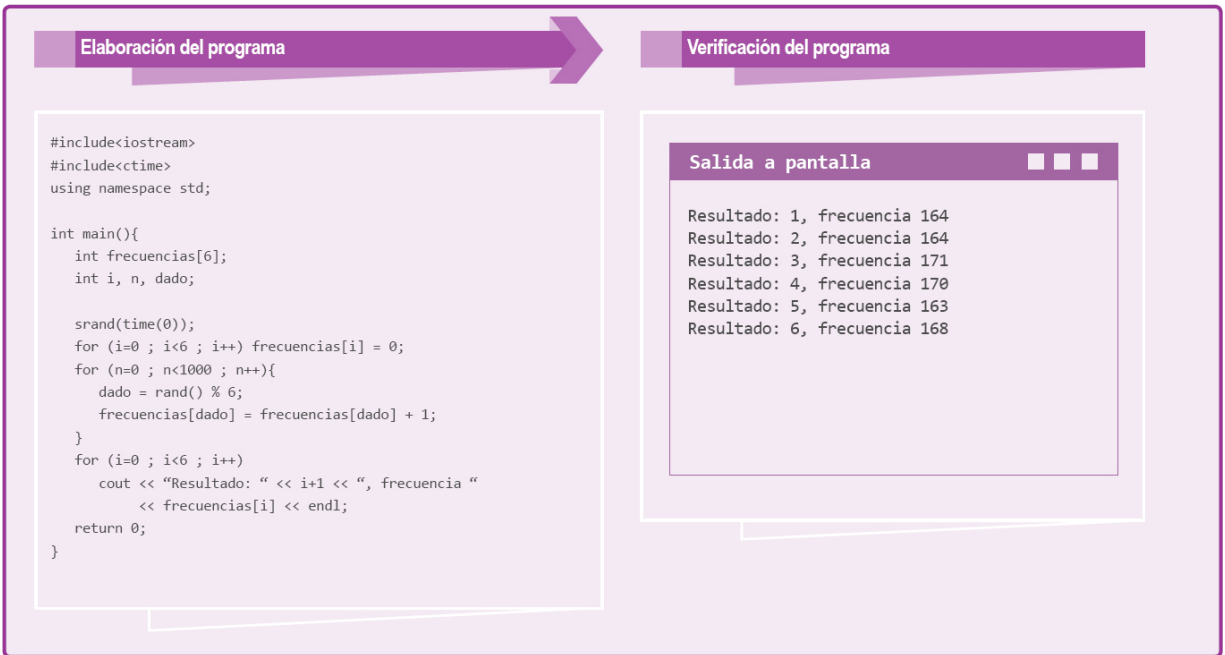 Elaboración del programa
#include<iostream>
#include<ctime>
using namespace std;
int main(){
int frecuencias[6];
int i, n, dado;
srand(time(0));
for (i=0 ; i<6 ; i++) frecuencias[i] = 0;
for (n=0 ; n<1000 ; n++){
dado = rand() % 6;
frecuencias[dado] = frecuencias[dado] + 1;
}
for (i=0 ; i<6 ; i++)
cout << “Resultado: “ << i+1 << “, frecuencia “
<< frecuencias[i] << endl;
return 0;
}
Verificación del programa
Salida a pantalla
Resultado: 1, frecuencia 164
Resultado: 2, frecuencia 164
Resultado: 3, frecuencia 171
Resultado: 4, frecuencia 170
Resultado: 5, frecuencia 163
Resultado: 6, frecuencia 168